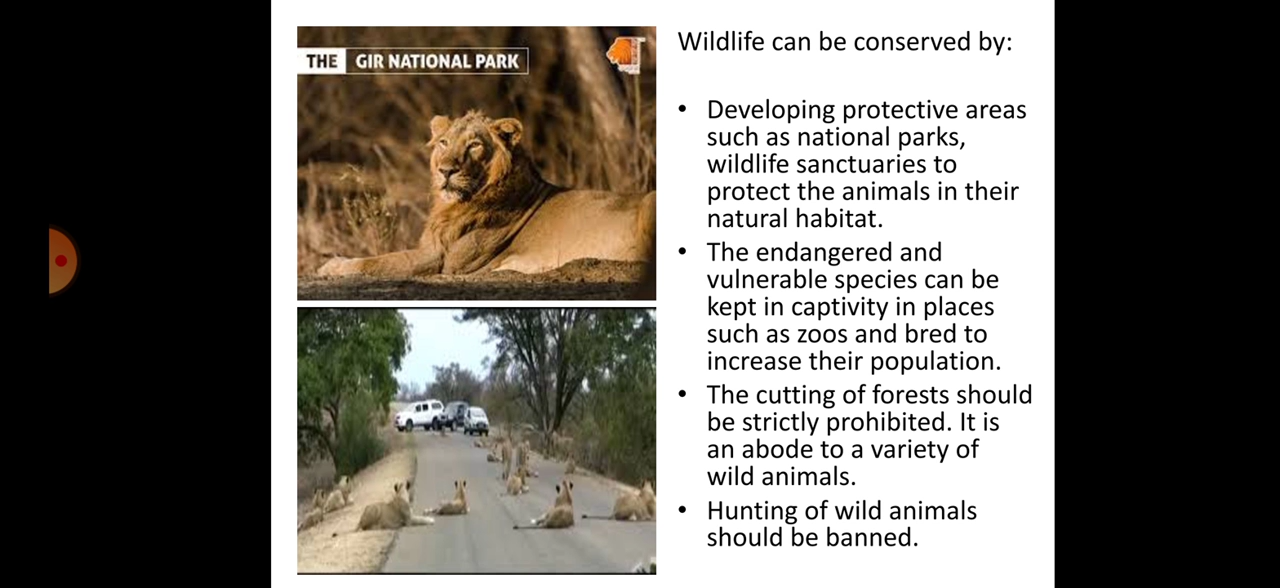 THE GIR NATIONAL PARK
Wildlife can be conserved by:
• Developing protective areas
such as national parks,
wildlife sanctuaries to
protect the animals in their
natural habitat.
• The endangered and
vulnerable species can be
kept in captivity in places
such as zoos and bred to
increase their population.
• The cutting of forests should
be strictly prohibited. It is
an abode to a variety of
wild animals.
• Hunting of wild animals
should be banned.